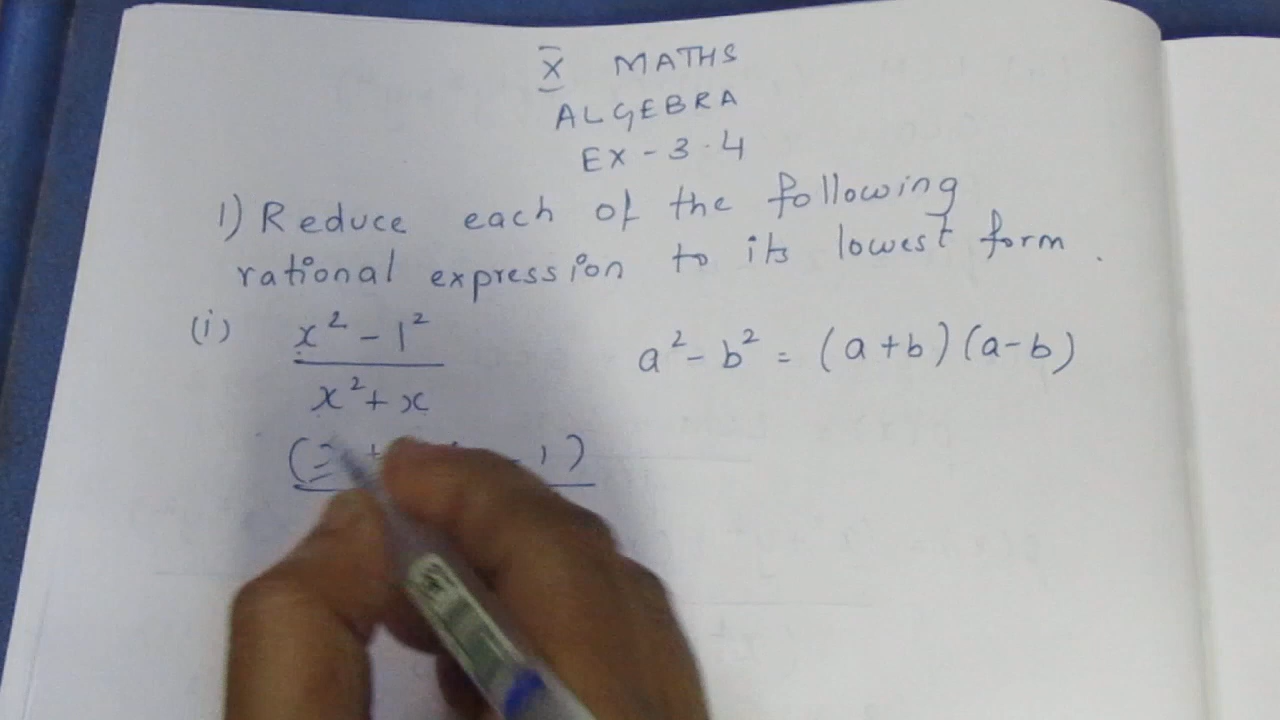 X MATHS
ALGEBRA
EX - 3.4
1) Reduce each of the following
rational expression to its lowest form.
(i) x² - 1² a² - b² = (a+b)(a-b)
x² + x
- 1)